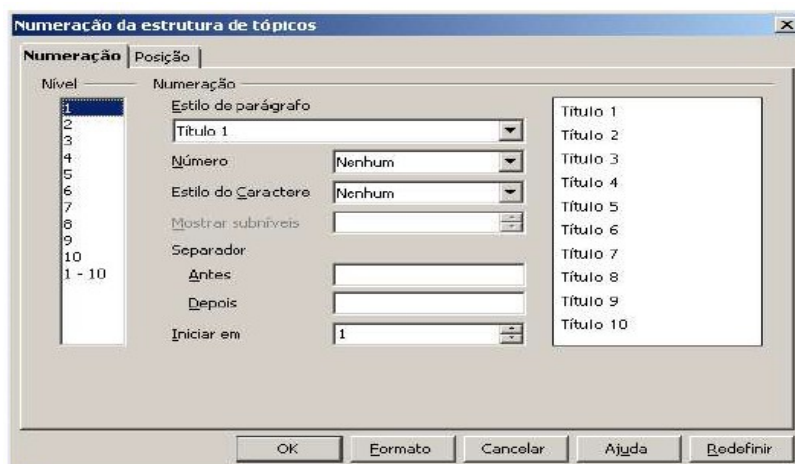 Numeração da estrutura de tópicos
Numeração Posição
Nível
1
2
3
4
5
6
7
8
9
10
1 - 10
Numeração
Estilo de parágrafo
Título 1
Número Nenhum
Estilo do Caractere Nenhum
Mostrar subníveis
Separador
Antes
Depois
Iniciar em 1
Título 1
Título 2
Título 3
Título 4
Título 5
Título 6
Título 7
Título 8
Título 9
Título 10
OK Formato Cancelar Ajuda Redefinir